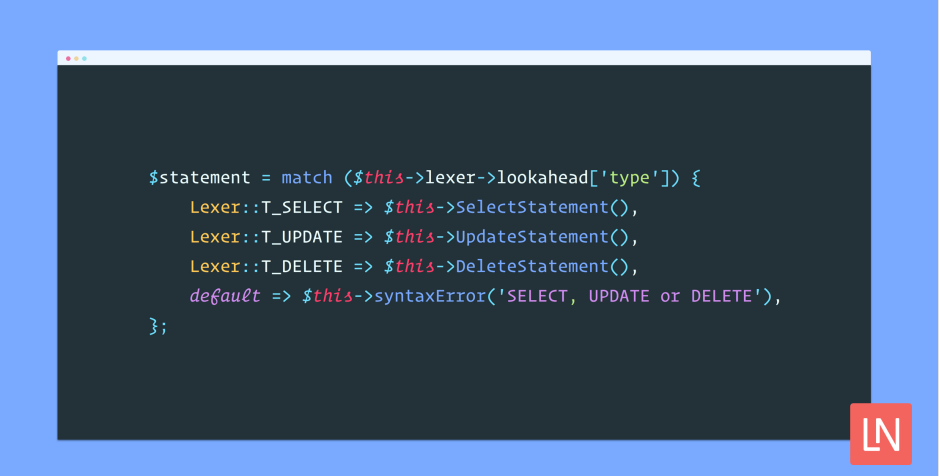 $statement = match ($this->lexer->lookahead['type']) {
    Lexer::T_SELECT => $this->SelectStatement(),
    Lexer::T_UPDATE => $this->UpdateStatement(),
    Lexer::T_DELETE => $this->DeleteStatement(),
    default => $this->syntaxError('SELECT, UPDATE or DELETE'),
};
LN